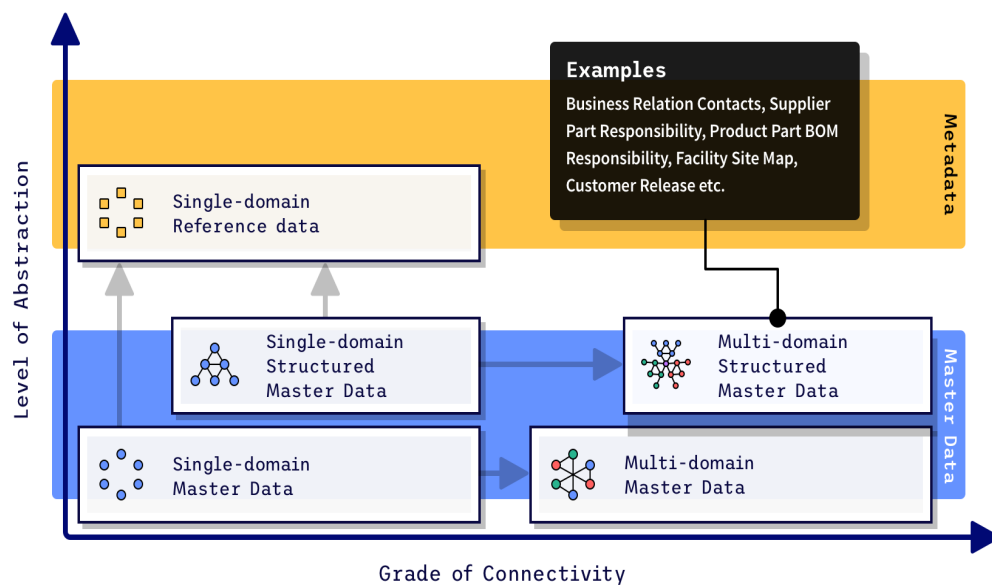 Examples
Business Relation Contacts, Supplier
Part Responsibility, Product Part BOM
Responsibility, Facility Site Map,
Customer Release etc.
Metadata
Level of Abstraction
Single-domain
Reference data
Single-domain
Structured
Master Data
Multi-domain
Structured
Master Data
Master Data
Single-domain
Master Data
Multi-domain
Master Data
Grade of Connectivity